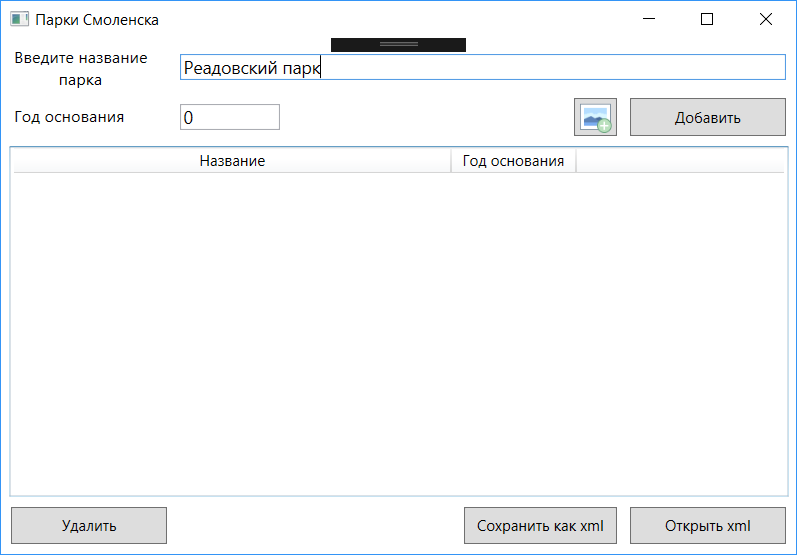 Парки Смоленска
Введите название
парка
Реадовский парк
Год основания
0
Добавить
Название
Год основания
Удалить
Сохранить как xml
Открыть xml